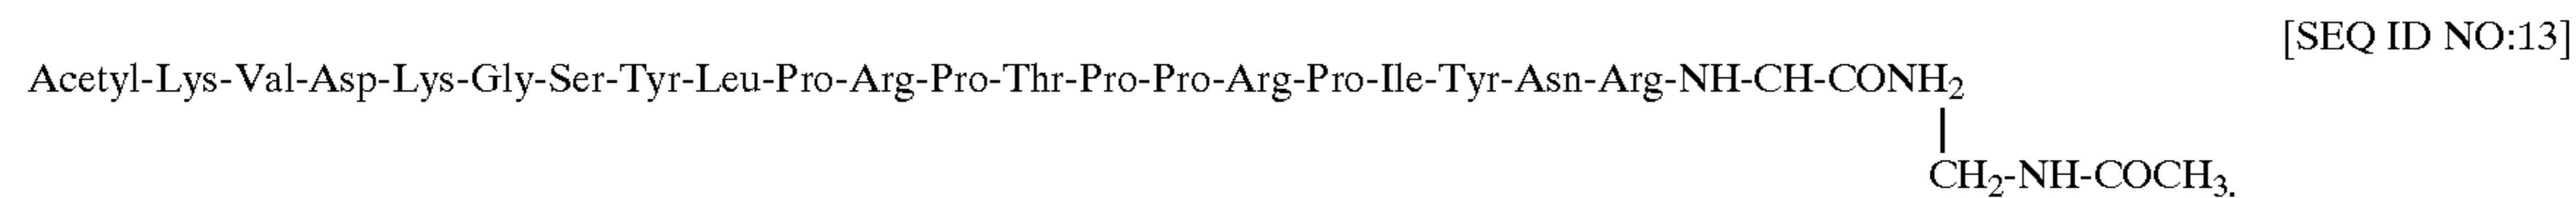 [SEQ ID NO:13]
Acetyl-Lys-Val-Asp-Lys-Gly-Ser-Tyr-Leu-Pro-Arg-Pro-Thr-Pro-Pro-Arg-Pro-Ile-Tyr-Asn-Arg-NH-CH-CONH₂
CH₂-NH-COCH₃.